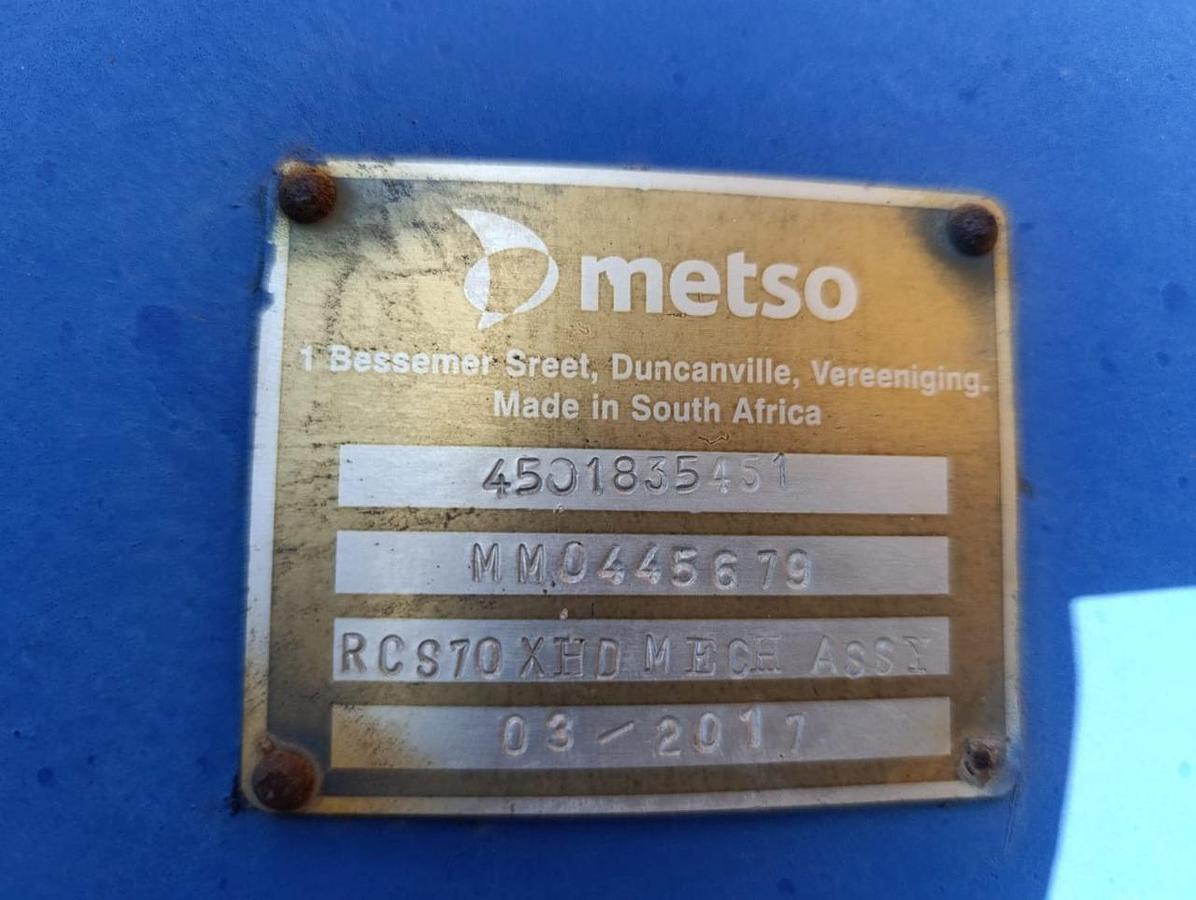 metso
1 Bessemer Sreet, Duncanville, Vereeniging.
Made in South Africa
4501835451
MM0445679
RCS70 XHD MECH ASSY
03/2017